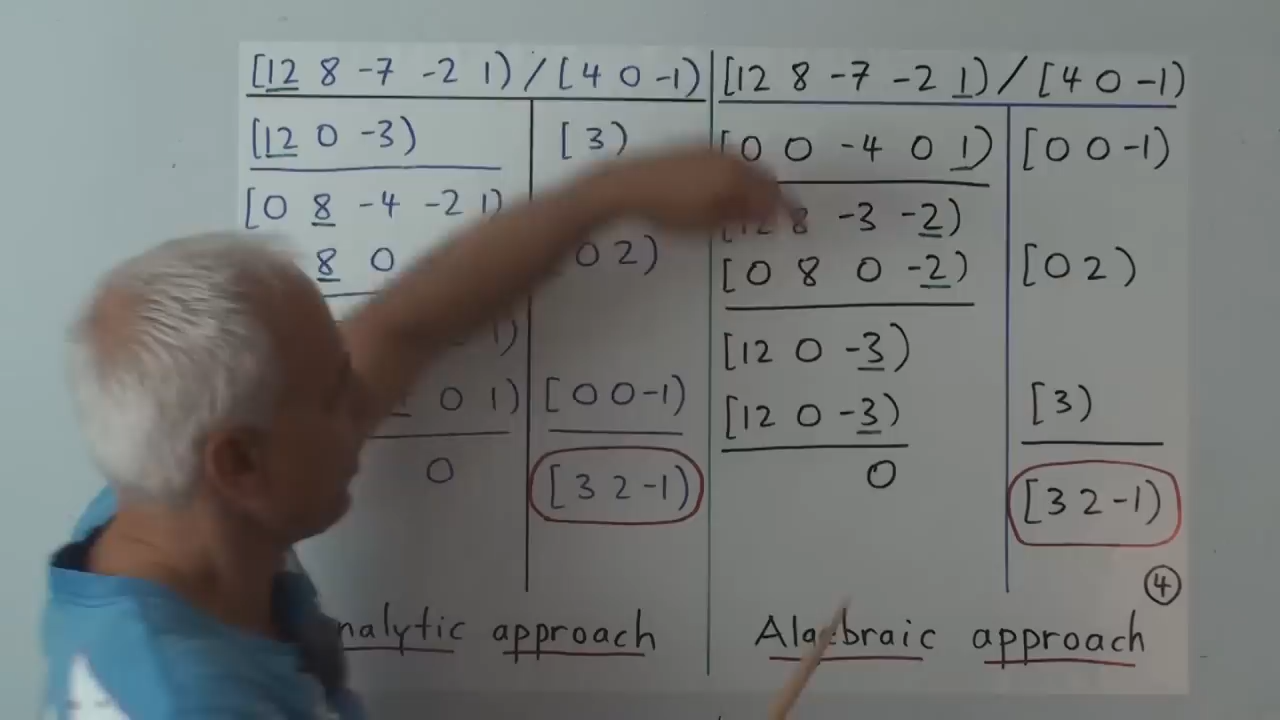 [12 8 -7 -2 1) / [4 0 -1)
[12 0 -3) [3)
[0 8 -4 -2 1)
8 0 0 2)
1)
0 1) [0 0 -1)
0 [3 2 -1)
nalytic approach
[12 8 -7 -2 1) / [4 0 -1)
[0 0 -4 0 1) [0 0 -1)
[12 8 -3 -2)
[0 8 0 -2) [0 2)
[12 0 -3)
[12 0 -3) [3)
0 [3 2 -1)
4
Algebraic approach